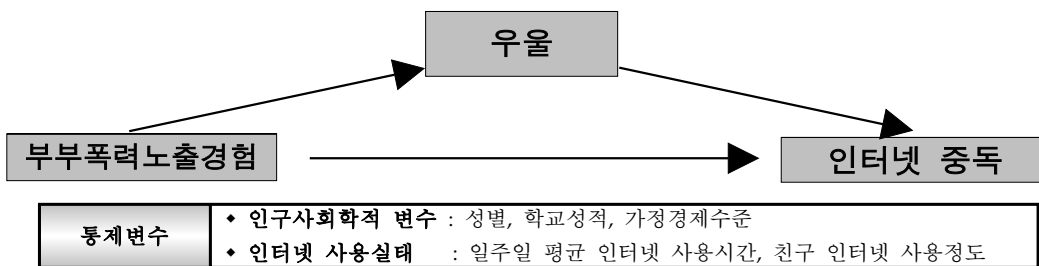 우울
부부폭력노출경험
인터넷 중독
통제변수
◆ 인구사회학적 변수 : 성별, 학교성적, 가정경제수준
◆ 인터넷 사용실태 : 일주일 평균 인터넷 사용시간, 친구 인터넷 사용정도